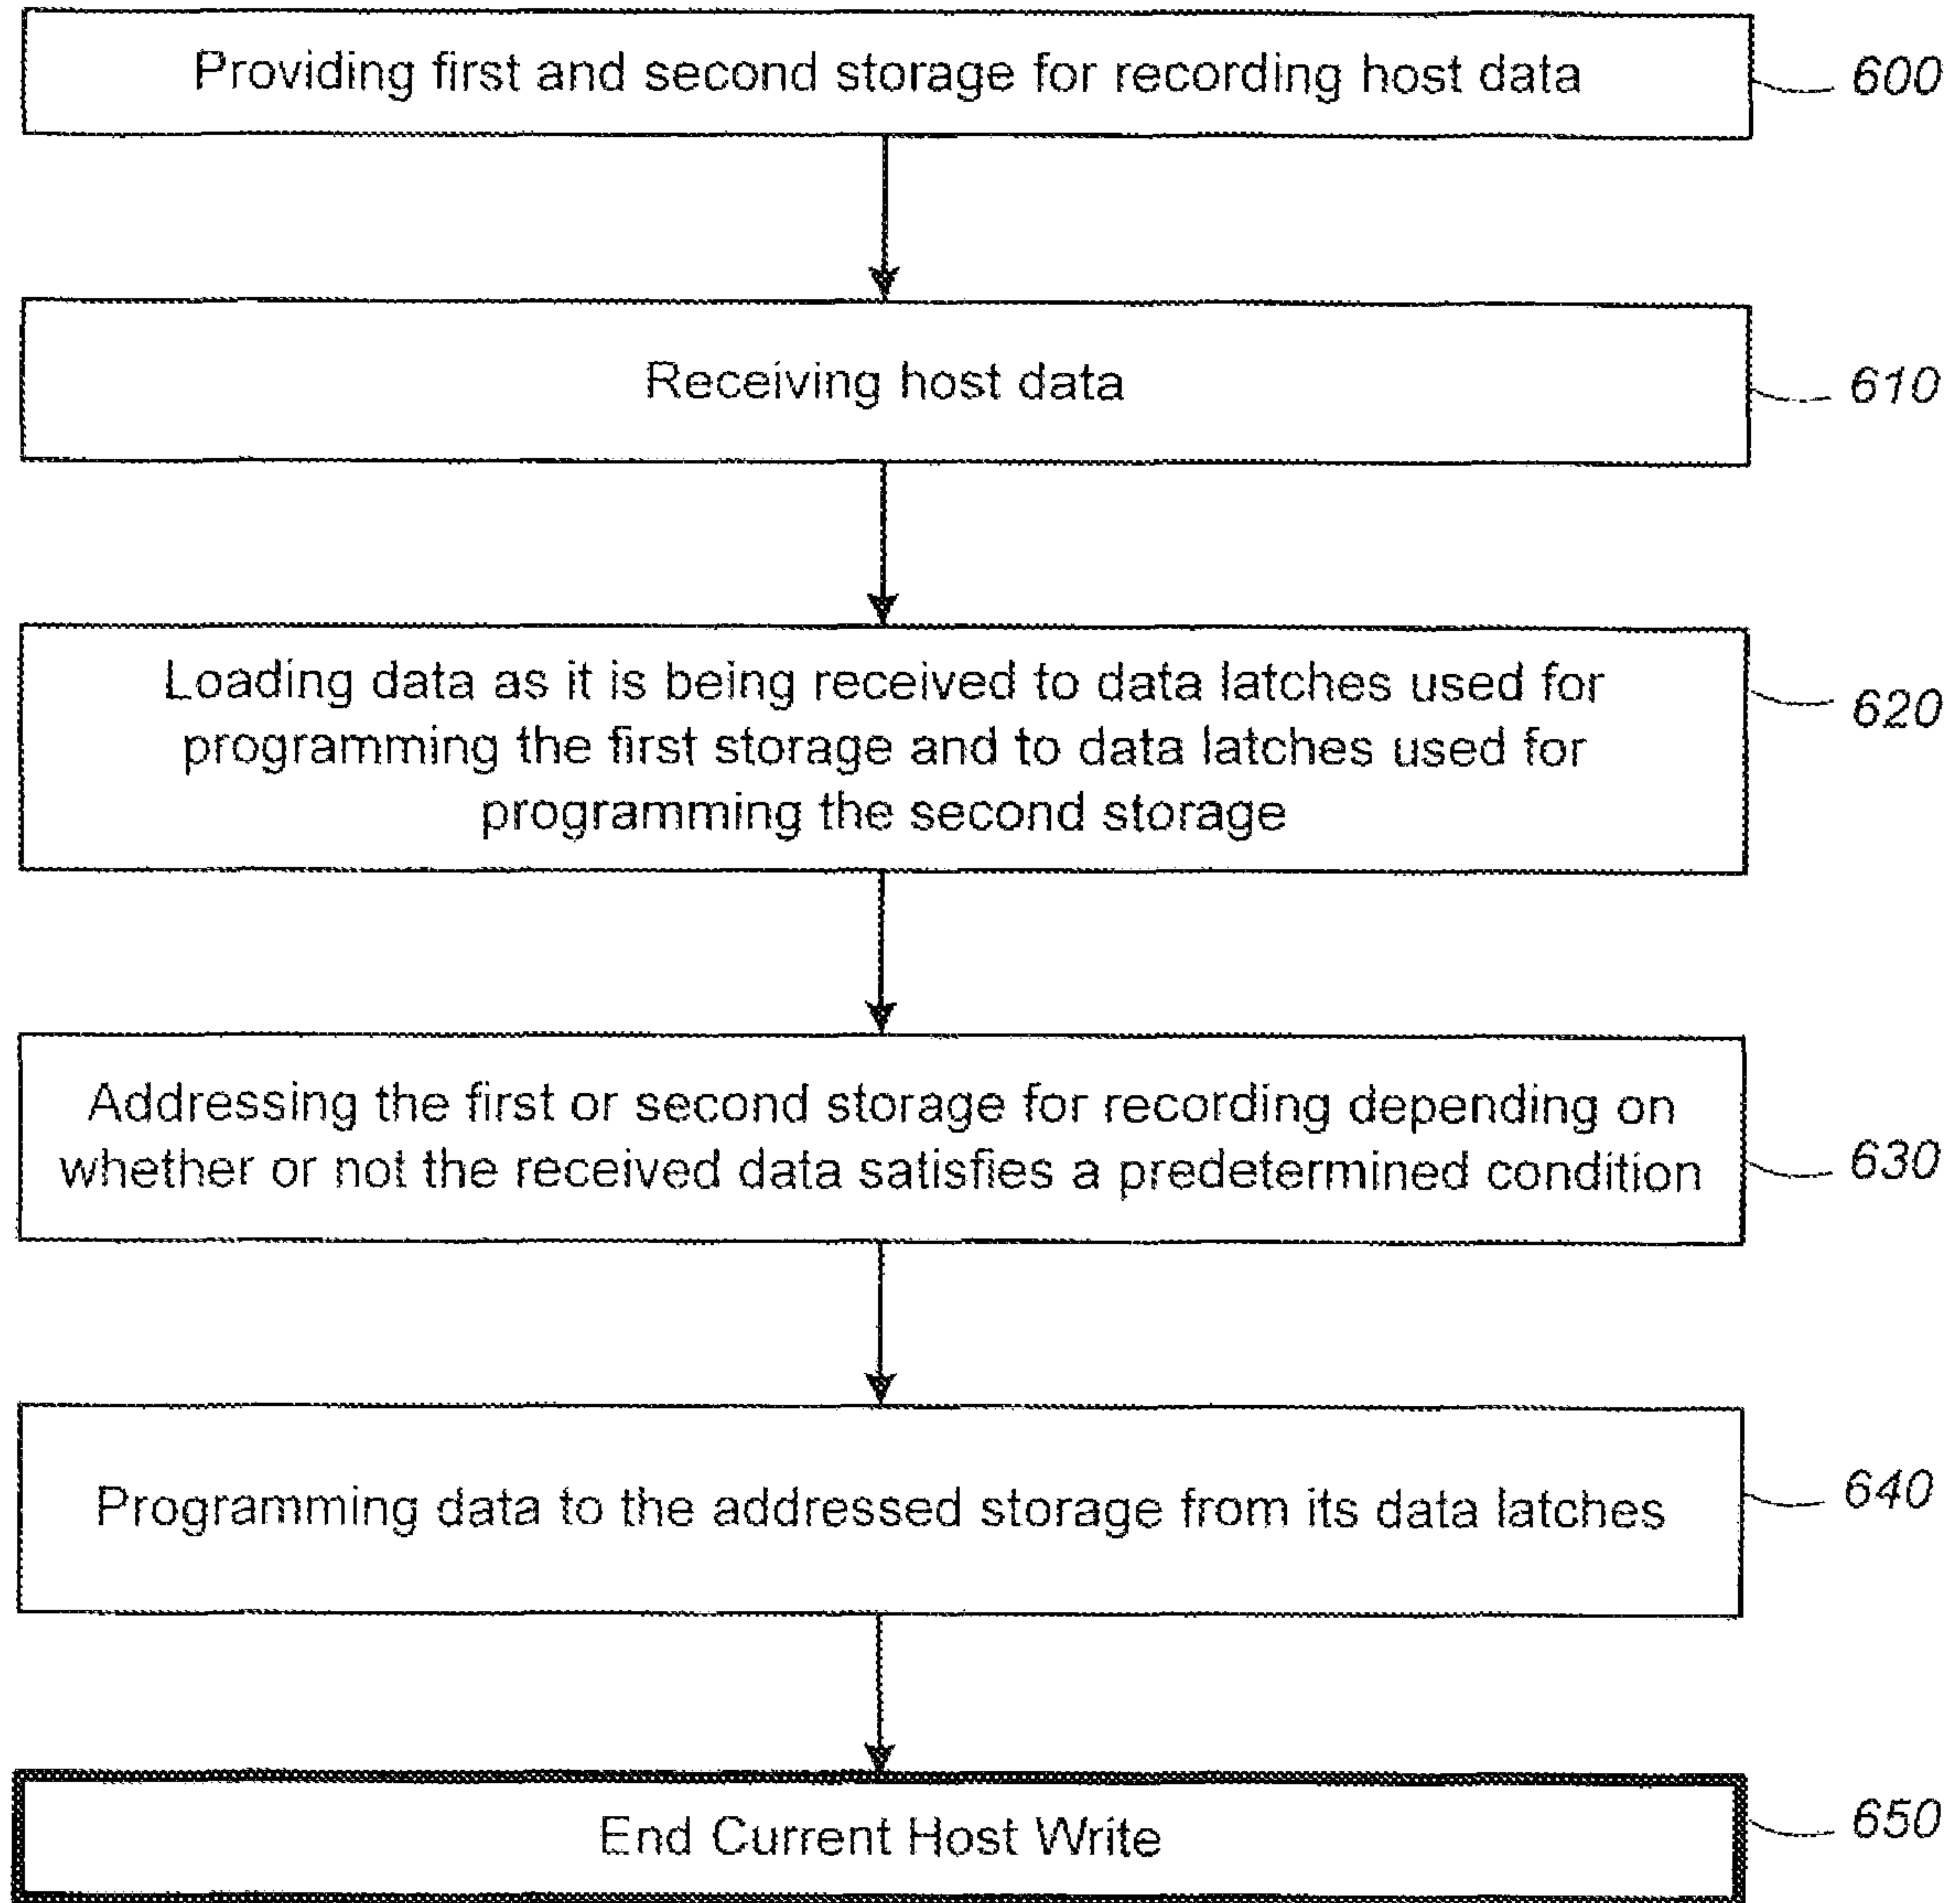 Providing first and second storage for recording host data
600
Receiving host data
610
Loading data as it is being received to data latches used for
programming the first storage and to data latches used for
programming the second storage
620
Addressing the first or second storage for recording depending on
whether or not the received data satisfies a predetermined condition
630
Programming data to the addressed storage from its data latches
640
End Current Host Write
650